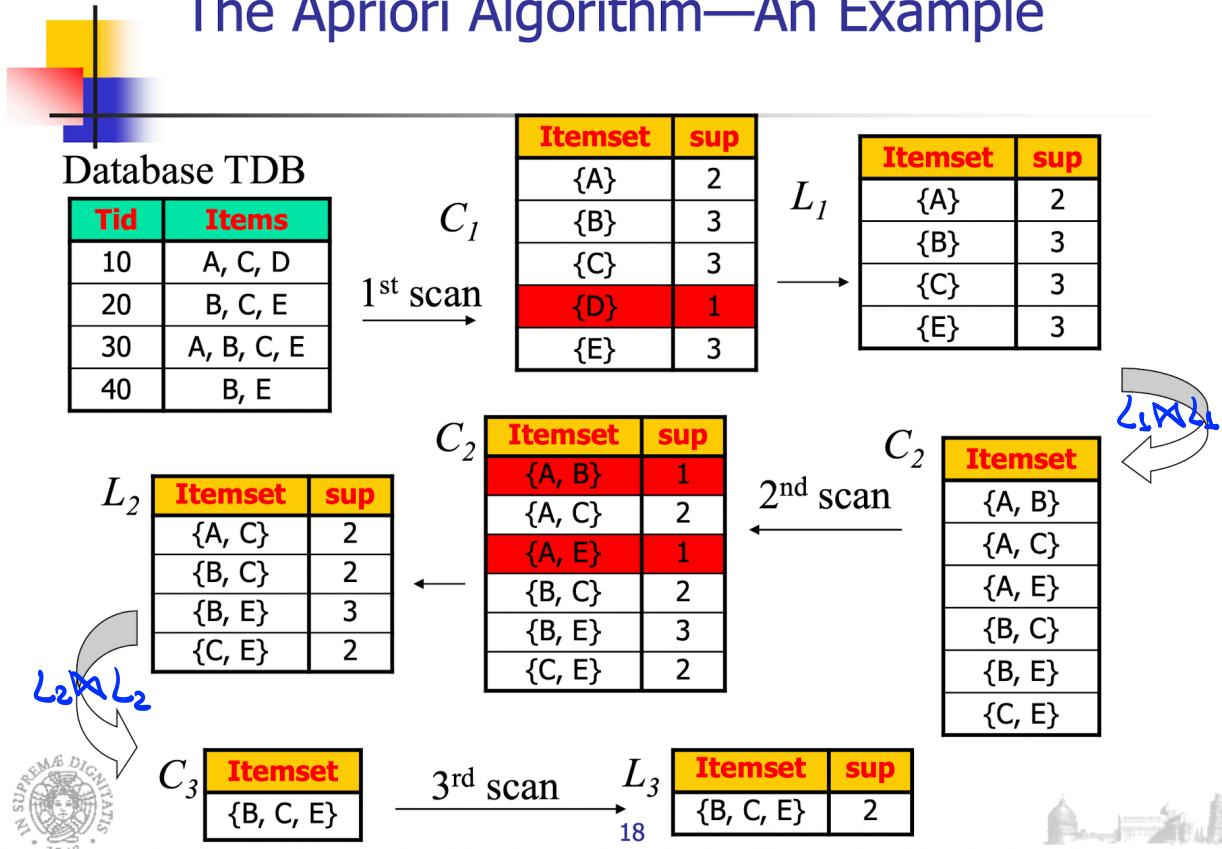 The Apriori Algorithm—An Example
Database TDB
Tid Items
10 A, C, D
20 B, C, E
30 A, B, C, E
40 B, E
1st scan
C1
Itemset sup
{A} 2
{B} 3
{C} 3
{D} 1
{E} 3
L1
Itemset sup
{A} 2
{B} 3
{C} 3
{E} 3
L1⋈L1
C2
Itemset
{A, B}
{A, C}
{A, E}
{B, C}
{B, E}
{C, E}
2nd scan
C2
Itemset sup
{A, B} 1
{A, C} 2
{A, E} 1
{B, C} 2
{B, E} 3
{C, E} 2
L2
Itemset sup
{A, C} 2
{B, C} 2
{B, E} 3
{C, E} 2
L2⋈L2
C3
Itemset
{B, C, E}
3rd scan
L3
Itemset sup
{B, C, E} 2
18
IN SUPREMÆ DIGNITATIS